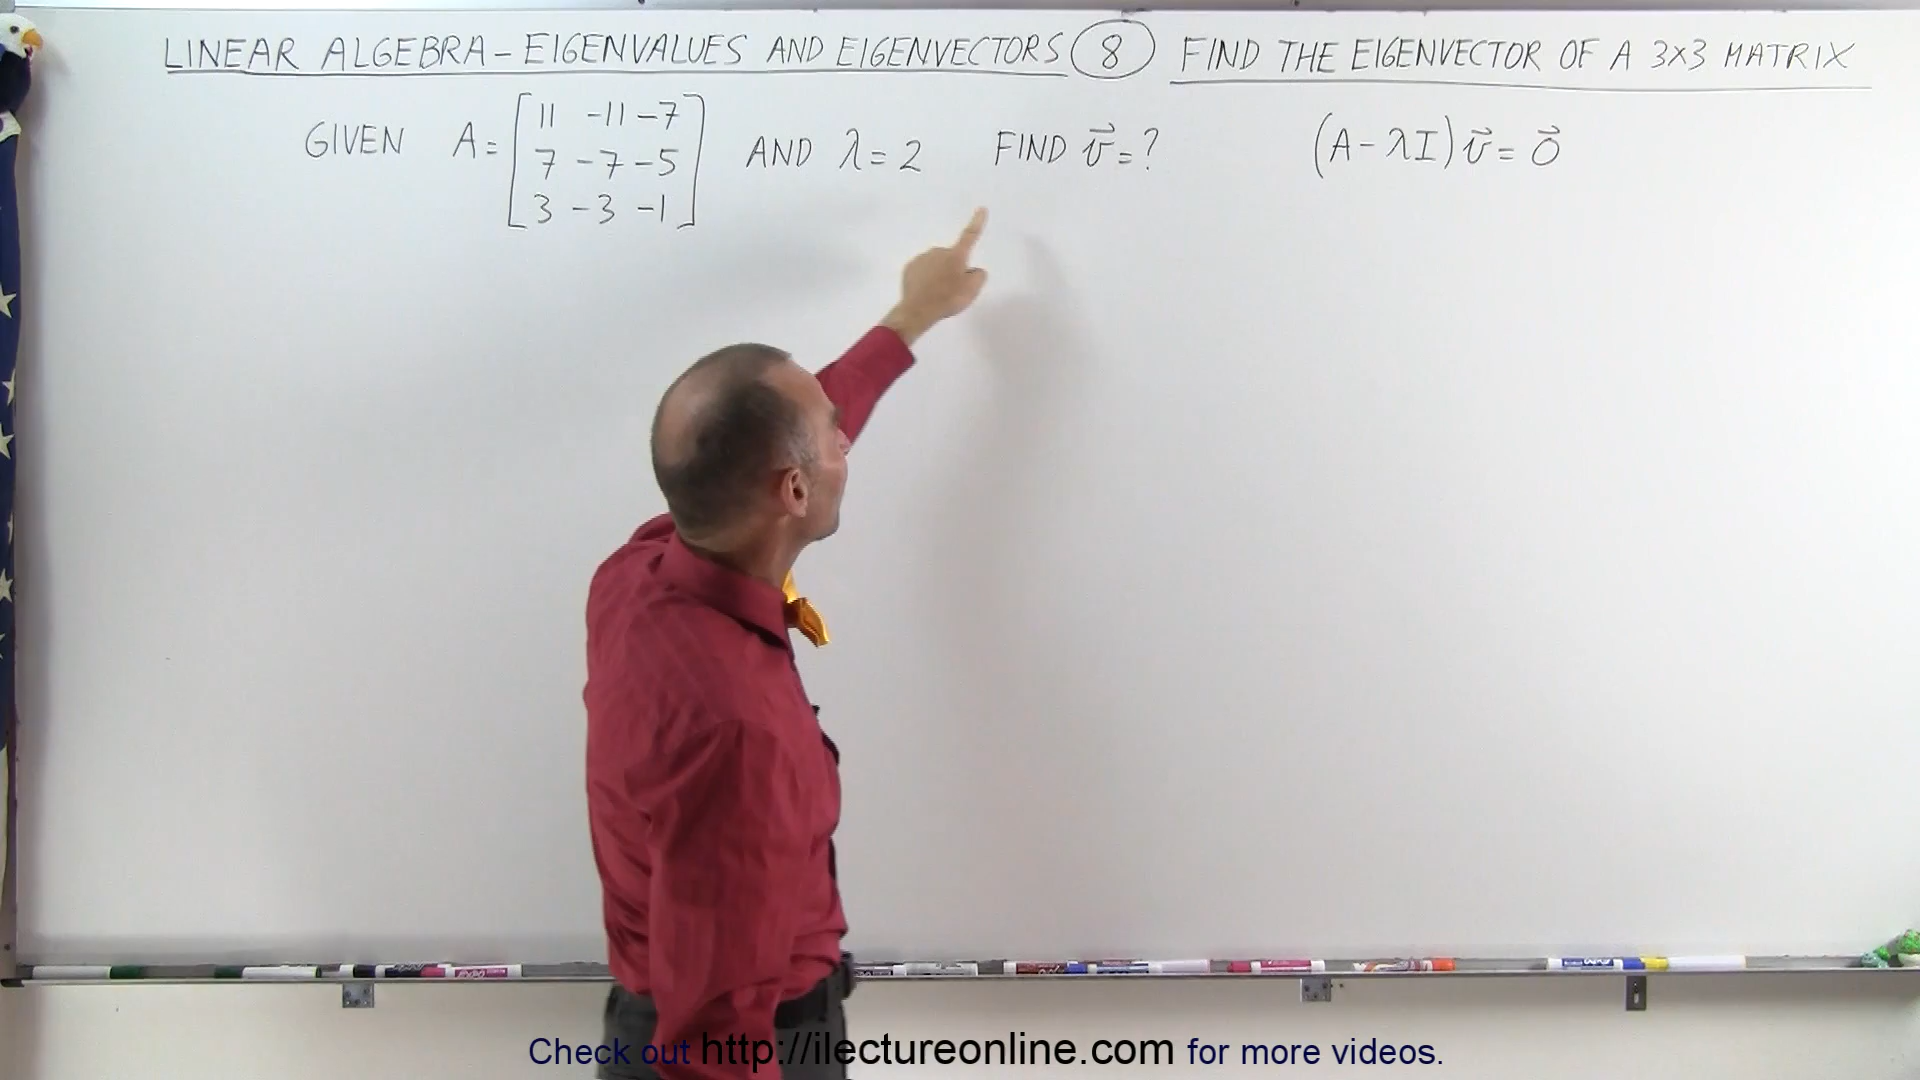 LINEAR ALGEBRA - EIGENVALUES AND EIGENVECTORS 8 FIND THE EIGENVECTOR OF A 3X3 MATRIX
GIVEN A = [11 -11 -7
7 -7 -5
3 -3 -1] AND λ = 2 FIND v⃗ = ? (A - λI) v⃗ = 0⃗
EXPO
Check out http://ilectureonline.com for more videos.